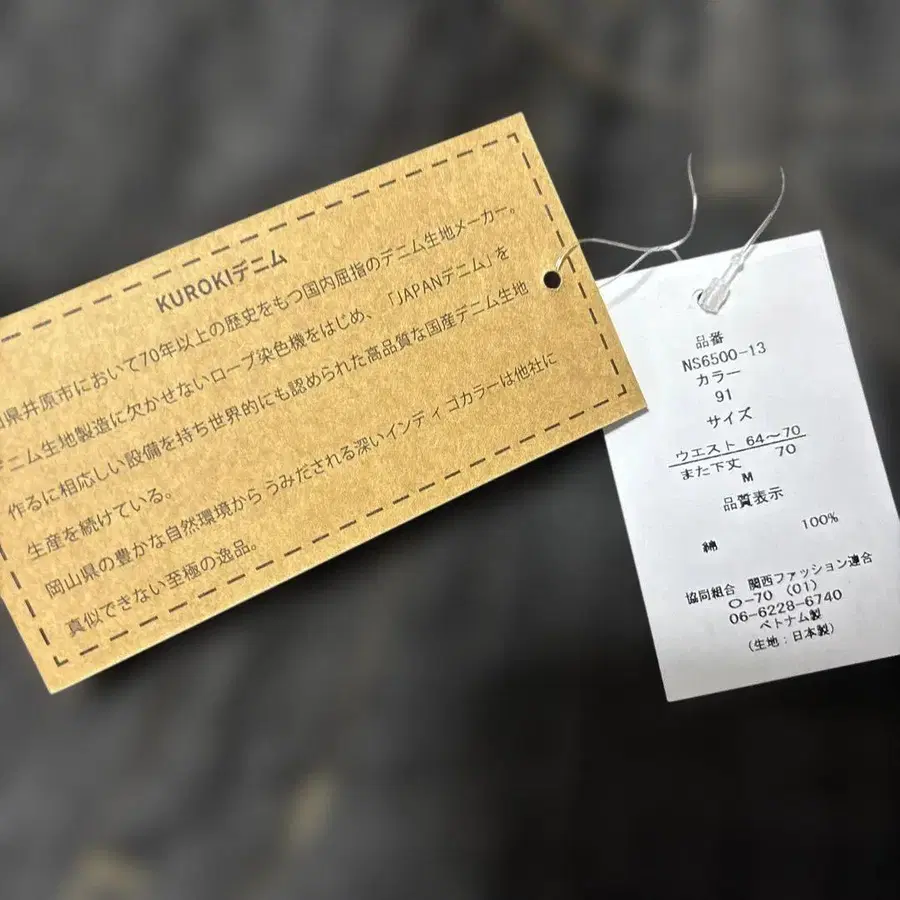 KUROKIデニム
県井原市において70年以上の歴史をもつ国内屈指のデニム生地メーカー。
デニム生地製造に欠かせないロープ染色機をはじめ、「JAPANデニム」を
作るに相応しい設備を持ち世界的にも認められた高品質な国産デニム生地
生産を続けている。
岡山県の豊かな自然環境からうみだされる深いインディゴカラーは他社に
真似できない至極の逸品。
品番
NS6500-13
カラー
91
サイズ
ウエスト 64〜70
また下丈 70
M
品質表示
綿 100%
協同組合 関西ファッション連合
O-70 (01)
06-6228-6740
ベトナム製
(生地:日本製)